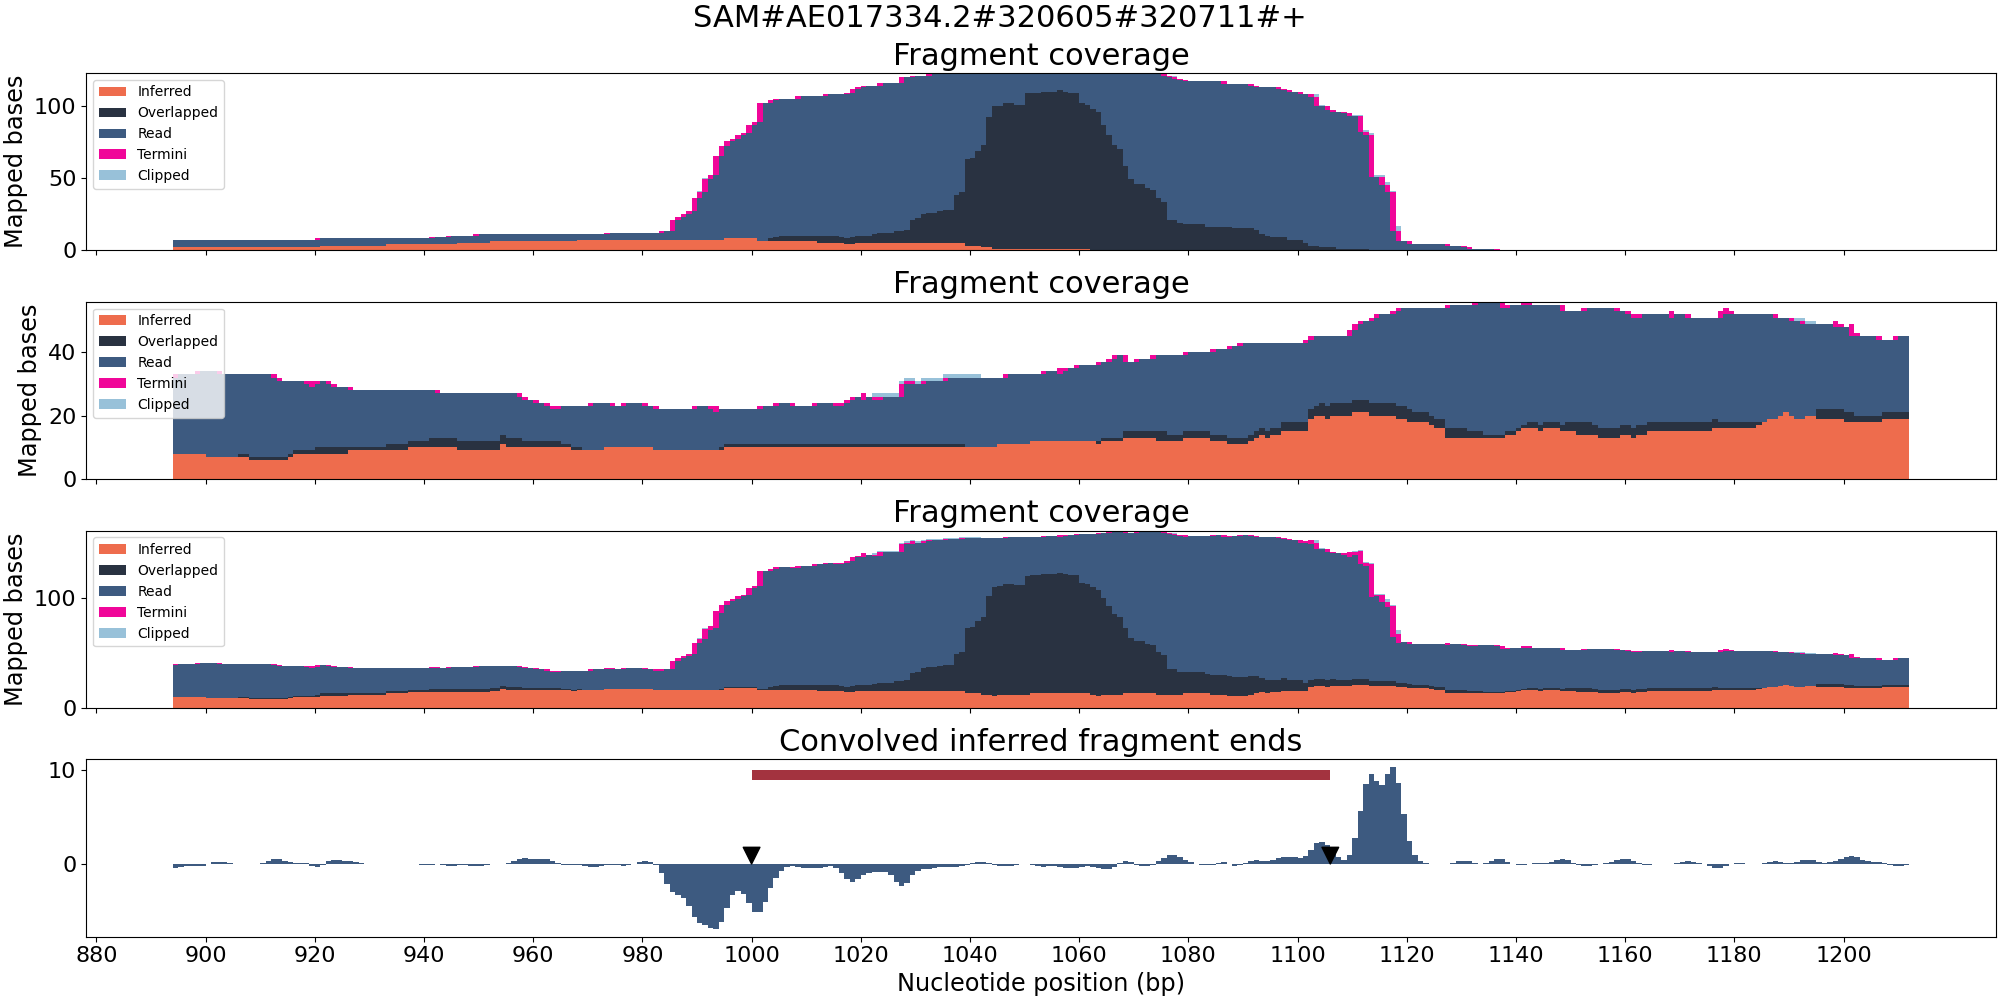 SAM#AE017334.2#320605#320711#+
Fragment coverage
Mapped bases
100
50
0
Inferred
Overlapped
Read
Termini
Clipped
Fragment coverage
Mapped bases
40
20
0
Inferred
Overlapped
Read
Termini
Clipped
Fragment coverage
Mapped bases
100
0
Inferred
Overlapped
Read
Termini
Clipped
Convolved inferred fragment ends
10
0
880 900 920 940 960 980 1000 1020 1040 1060 1080 1100 1120 1140 1160 1180 1200
Nucleotide position (bp)